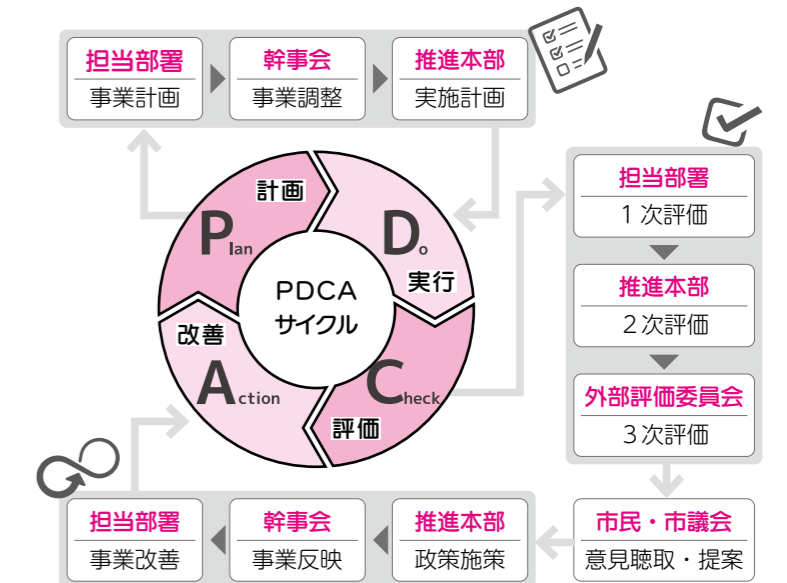 担当部署
事業計画
幹事会
事業調整
推進本部
実施計画
計画
Plan
Do
実行
PDCA
サイクル
改善
Action
Check
評価
担当部署
1次評価
推進本部
2次評価
外部評価委員会
3次評価
市民・市議会
意見聴取・提案
推進本部
政策施策
幹事会
事業反映
担当部署
事業改善